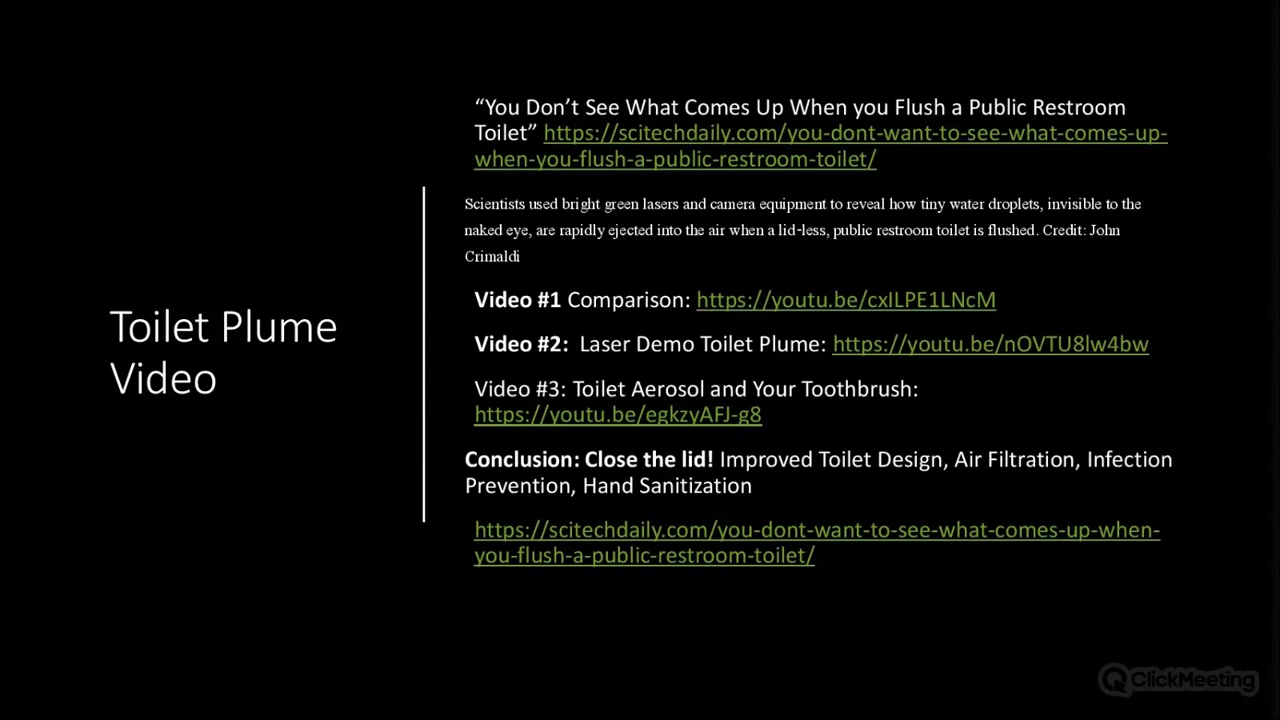 Toilet Plume
Video
“You Don’t See What Comes Up When you Flush a Public Restroom
Toilet” https://scitechdaily.com/you-dont-want-to-see-what-comes-up-
when-you-flush-a-public-restroom-toilet/
Scientists used bright green lasers and camera equipment to reveal how tiny water droplets, invisible to the
naked eye, are rapidly ejected into the air when a lid-less, public restroom toilet is flushed. Credit: John
Crimaldi
Video #1 Comparison: https://youtu.be/cxILPE1LNcM
Video #2: Laser Demo Toilet Plume: https://youtu.be/nOVTU8lw4bw
Video #3: Toilet Aerosol and Your Toothbrush:
https://youtu.be/egkzyAFJ-g8
Conclusion: Close the lid! Improved Toilet Design, Air Filtration, Infection
Prevention, Hand Sanitization
https://scitechdaily.com/you-dont-want-to-see-what-comes-up-when-
you-flush-a-public-restroom-toilet/
ClickMeeting